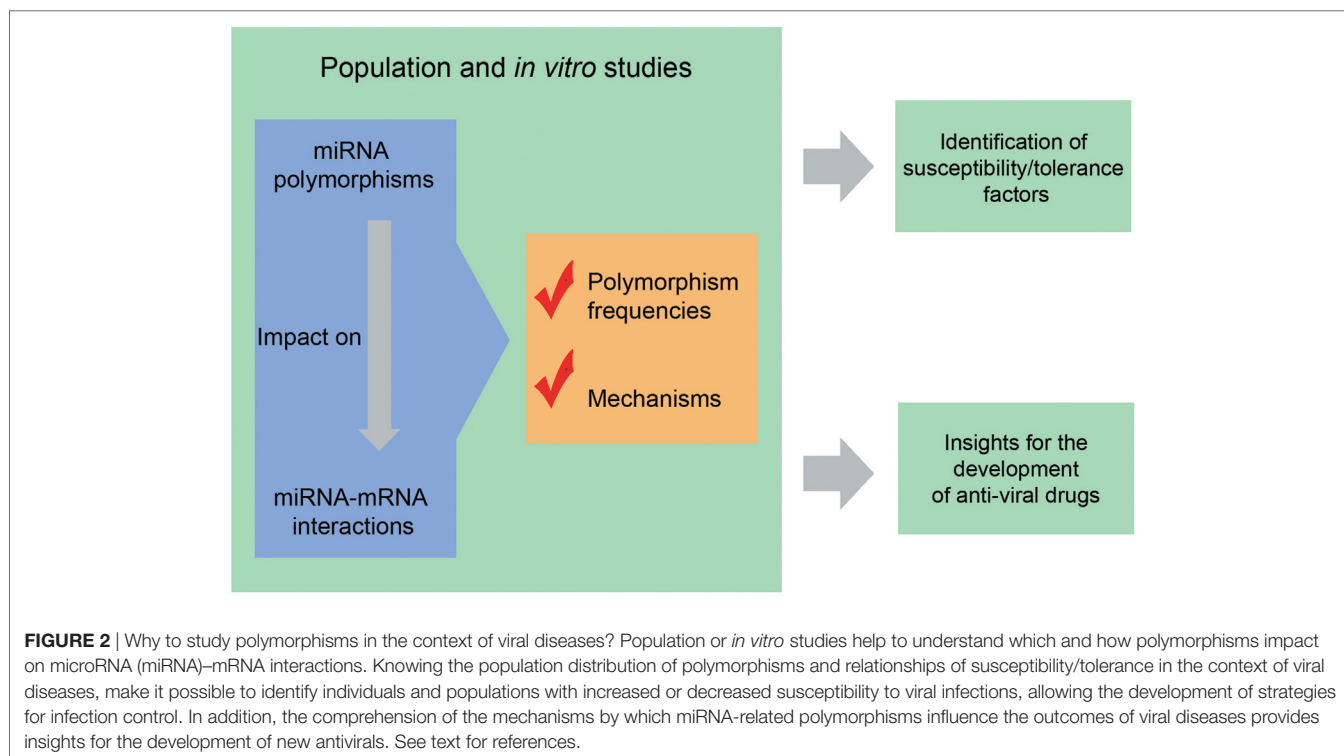 Population and in vitro studies
miRNA
polymorphisms
Impact on
miRNA-mRNA
interactions
Polymorphism
frequencies
Mechanisms
Identification of
susceptibility/tolerance
factors
Insights for the
development
of anti-viral drugs
FIGURE 2 | Why to study polymorphisms in the context of viral diseases? Population or in vitro studies help to understand which and how polymorphisms impact
on microRNA (miRNA)–mRNA interactions. Knowing the population distribution of polymorphisms and relationships of susceptibility/tolerance in the context of viral
diseases, make it possible to identify individuals and populations with increased or decreased susceptibility to viral infections, allowing the development of strategies
for infection control. In addition, the comprehension of the mechanisms by which miRNA-related polymorphisms influence the outcomes of viral diseases provides
insights for the development of new antivirals. See text for references.